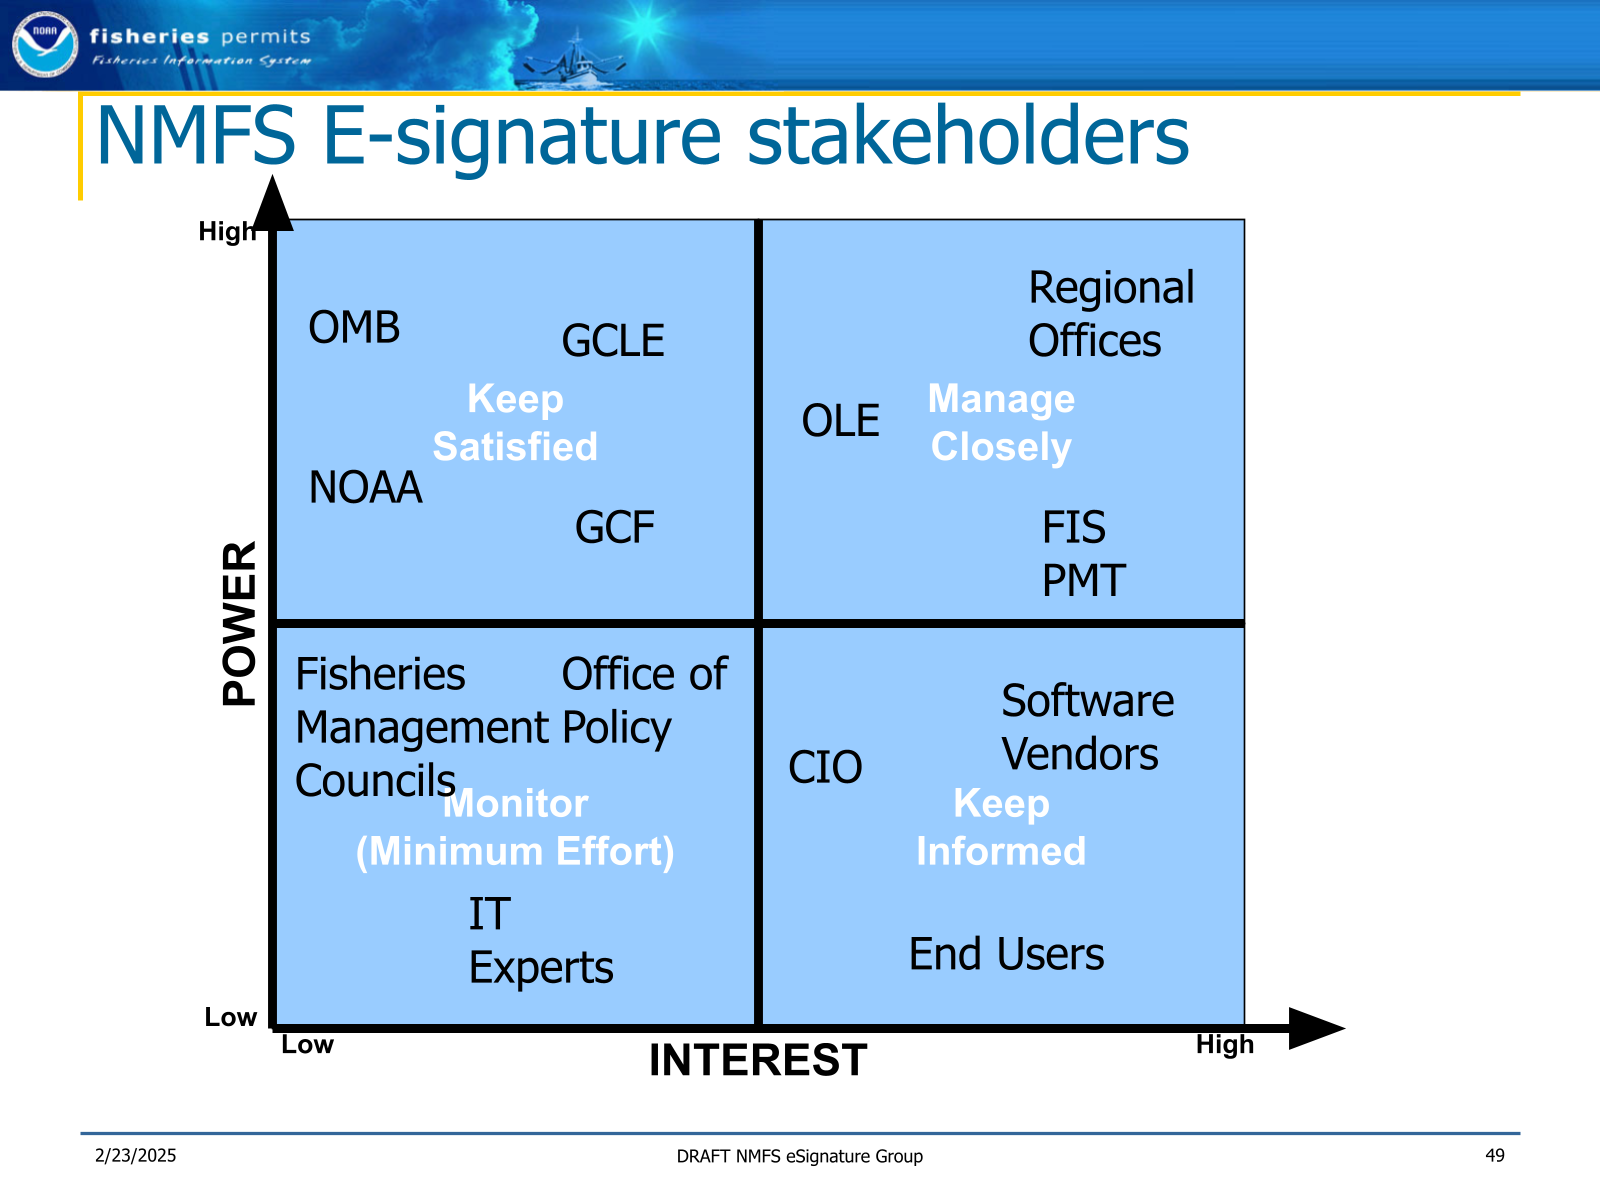 NOAA
fisheries permits
Fisheries Information System
NMFS E-signature stakeholders
High
OMB
GCLE
Keep
Satisfied
NOAA
GCF
Regional
Offices
OLE
Manage
Closely
FIS
PMT
POWER
Fisheries
Management
Councils
Office of
Policy
Monitor
(Minimum Effort)
IT
Experts
Software
Vendors
CIO
Keep
Informed
End Users
Low
Low
INTEREST
High
2/23/2025
DRAFT NMFS eSignature Group
49